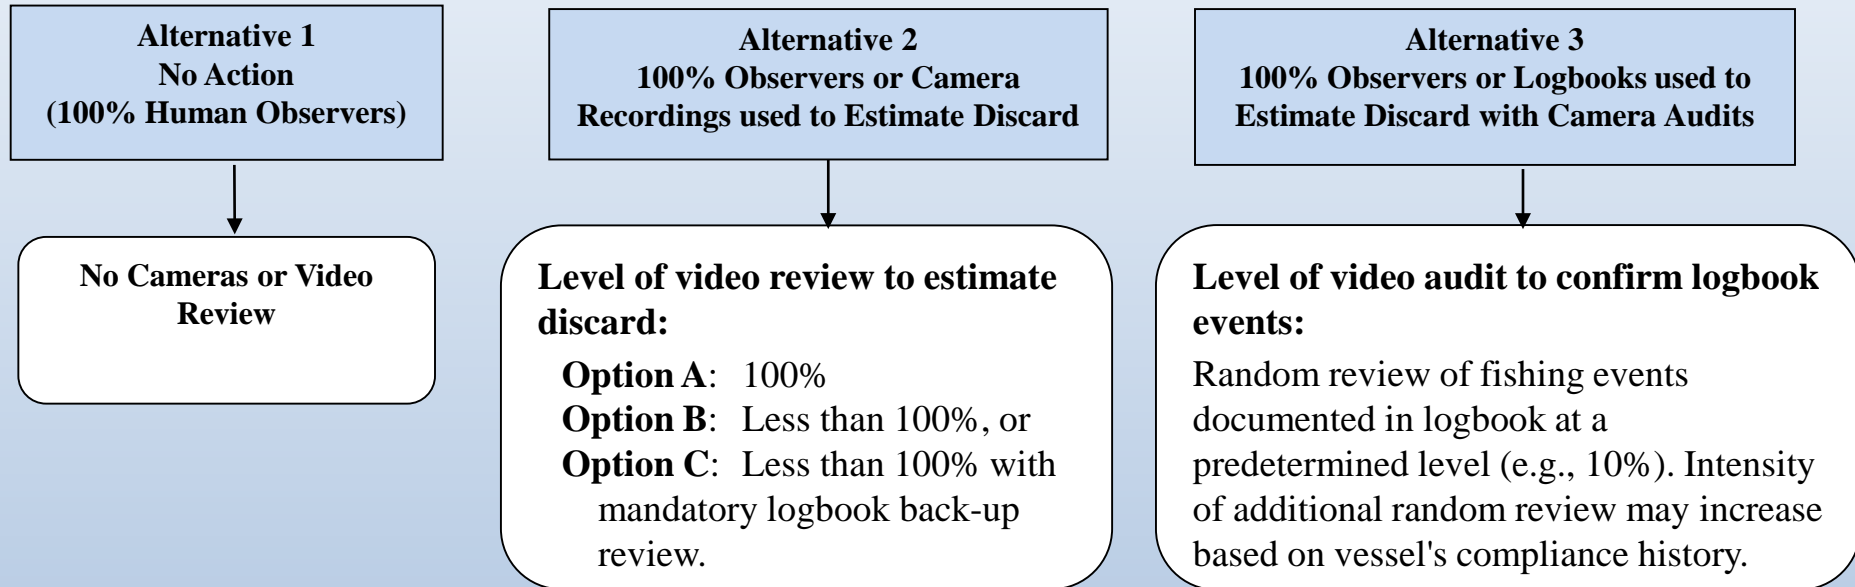 Alternative 1
No Action
(100% Human Observers)
No Cameras or Video
Review
Alternative 2
100% Observers or Camera
Recordings used to Estimate Discard
Level of video review to estimate
discard:
Option A: 100%
Option B: Less than 100%, or
Option C: Less than 100% with
mandatory logbook back-up
review.
Alternative 3
100% Observers or Logbooks used to
Estimate Discard with Camera Audits
Level of video audit to confirm logbook
events:
Random review of fishing events
documented in logbook at a
predetermined level (e.g., 10%). Intensity
of additional random review may increase
based on vessel's compliance history.